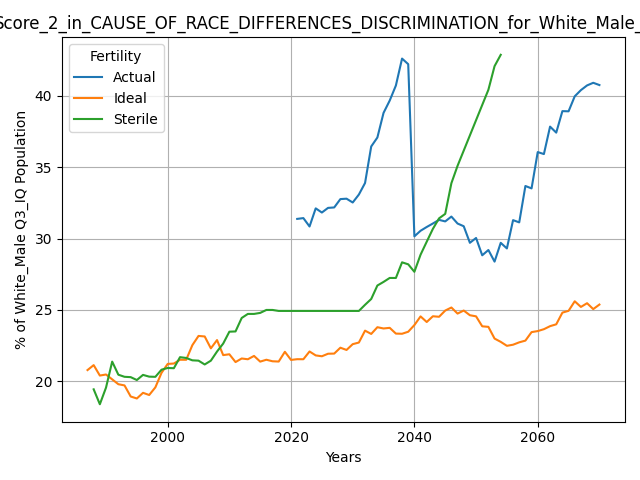 Score_2_in_CAUSE_OF_RACE_DIFFERENCES_DISCRIMINATION_for_White_Male_
Fertility
Actual
Ideal
Sterile
% of White_Male Q3_IQ Population
40
35
30
25
20
2000
2020
2040
2060
Years